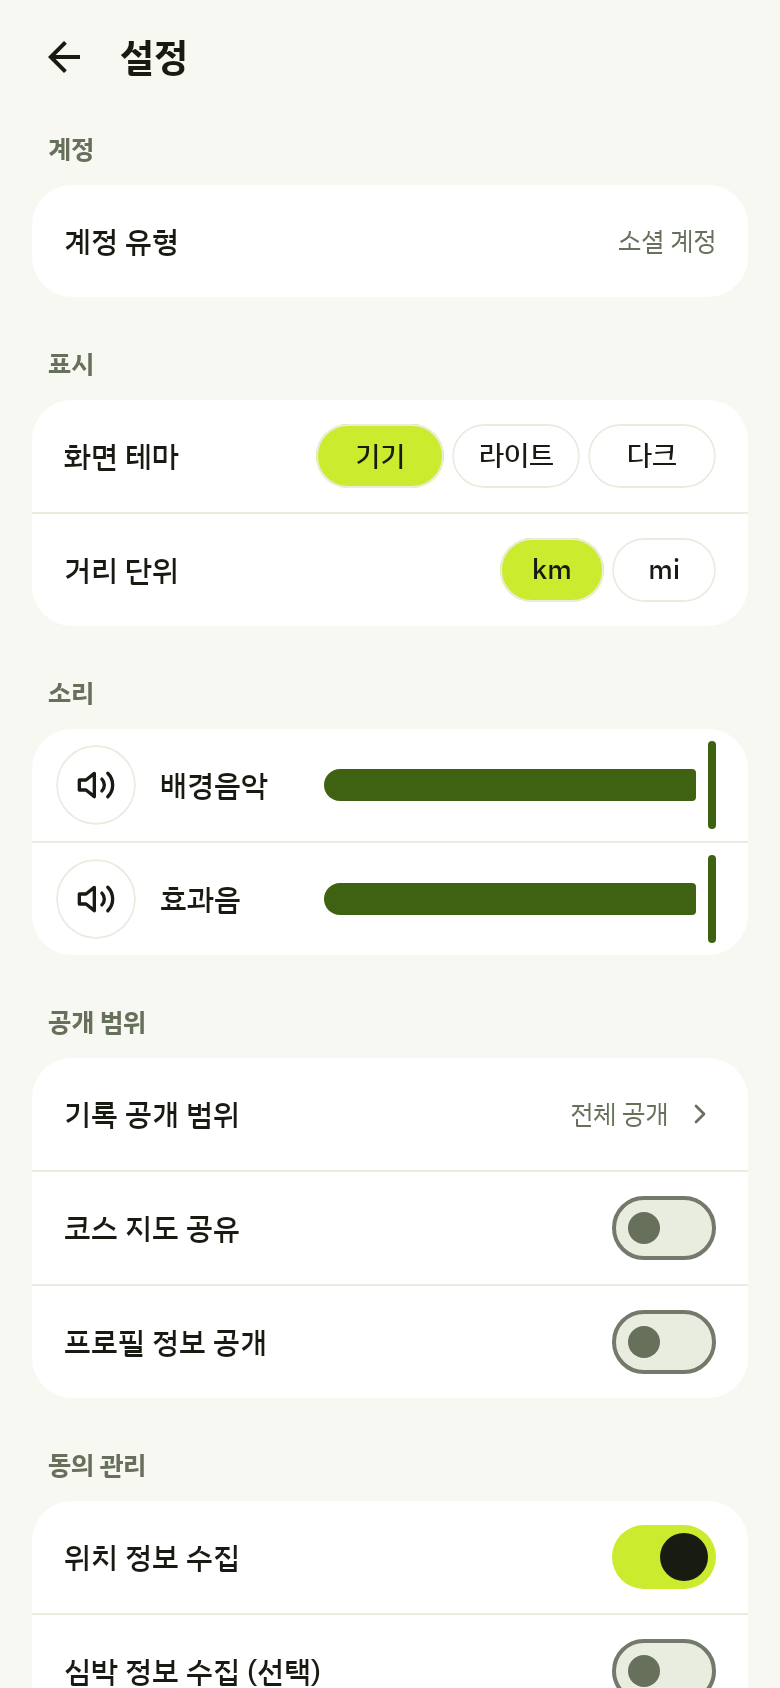 설정
계정
계정 유형 소셜 계정
표시
화면 테마 기기 라이트 다크
거리 단위 km mi
소리
배경음악
효과음
공개 범위
기록 공개 범위 전체 공개
코스 지도 공유
프로필 정보 공개
동의 관리
위치 정보 수집
심박 정보 수집 (선택)